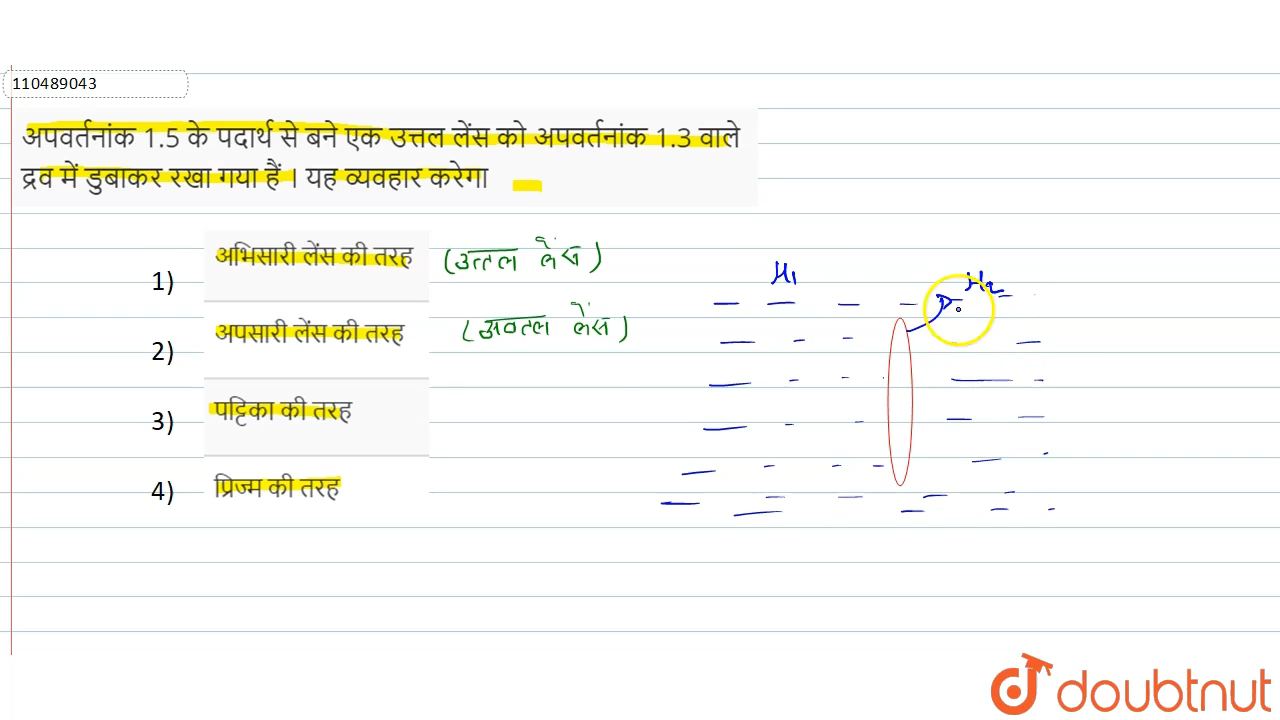 110489043
अपवर्तनांक 1.5 के पदार्थ से बने एक उत्तल लेंस को अपवर्तनांक 1.3 वाले
द्रव में डुबाकर रखा गया हैं । यह व्यवहार करेगा
1) अभिसारी लेंस की तरह (उत्तल लेंस)
2) अपसारी लेंस की तरह (अवतल लेंस)
3) पट्टिका की तरह
4) प्रिज्म की तरह
μ1 μ2
doubtnut